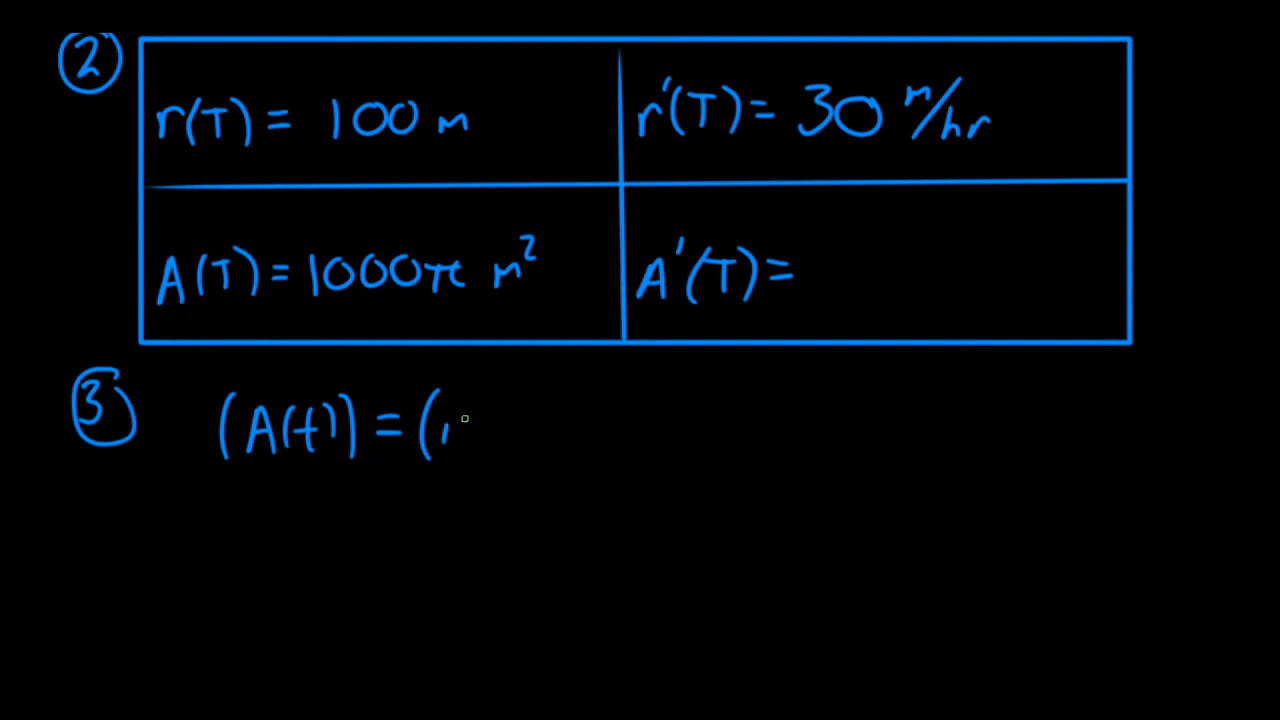 ②
r(T) = 100 m
r'(T) = 30 m/hr
A(T) = 1000π m²
A'(T) =
③ (A(t)) = (